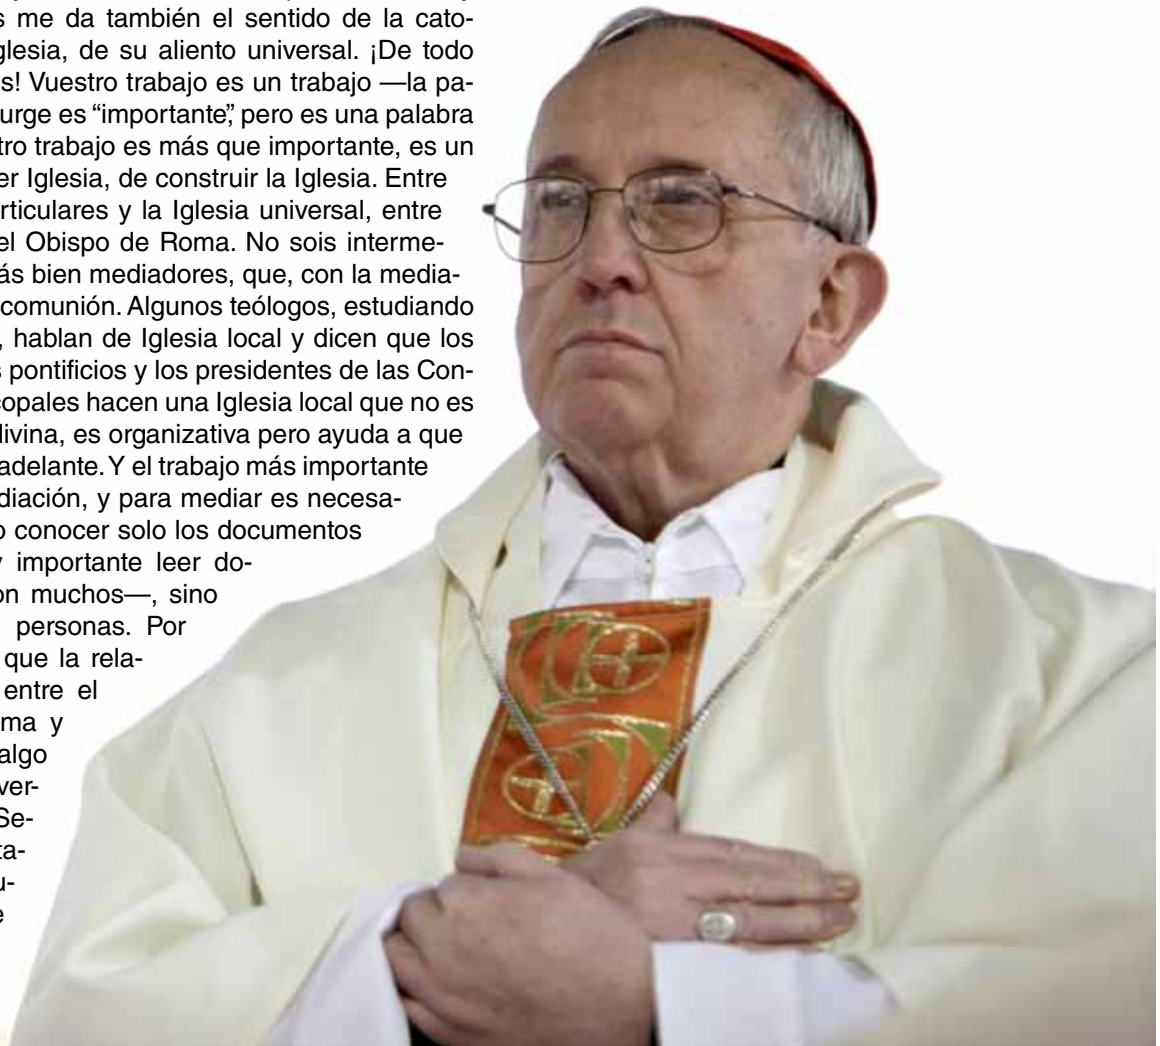 s me da también el sentido de la cato-
glesia, de su aliento universal. ¡De todo
s! Vuestro trabajo es un trabajo —la pa-
urge es “importante”, pero es una palabra
tro trabajo es más que importante, es un
er Iglesia, de construir la Iglesia. Entre
rticulares y la Iglesia universal, entre
el Obispo de Roma. No sois interme-
ás bien mediadores, que, con la media-
comunión. Algunos teólogos, estudiando
, hablan de Iglesia local y dicen que los
s pontificios y los presidentes de las Con-
copales hacen una Iglesia local que no es
livina, es organizativa pero ayuda a que
adelante. Y el trabajo más importante
diación, y para mediar es necesa-
o conocer solo los documentos
y importante leer do-
on muchos—, sino
personas. Por
que la rela-
entre el
ma y
algo
ver-
Se-
ta-
u-
e